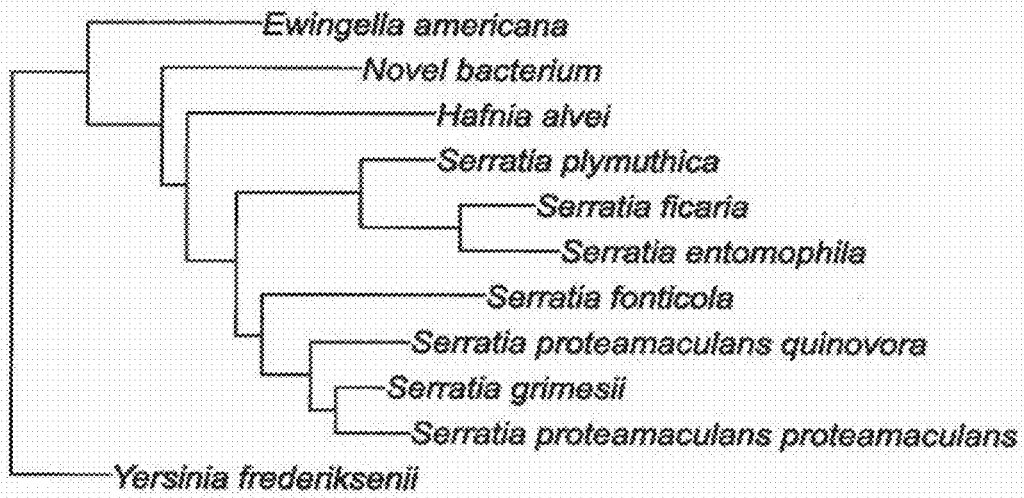 Ewingella americana
Novel bacterium
Hafnia alvei
Serratia plymuthica
Serratia ficaria
Serratia entomophila
Serratia fonticola
Serratia proteamaculans quinovora
Serratia grimesii
Serratia proteamaculans proteamaculans
Yersinia frederiksenii